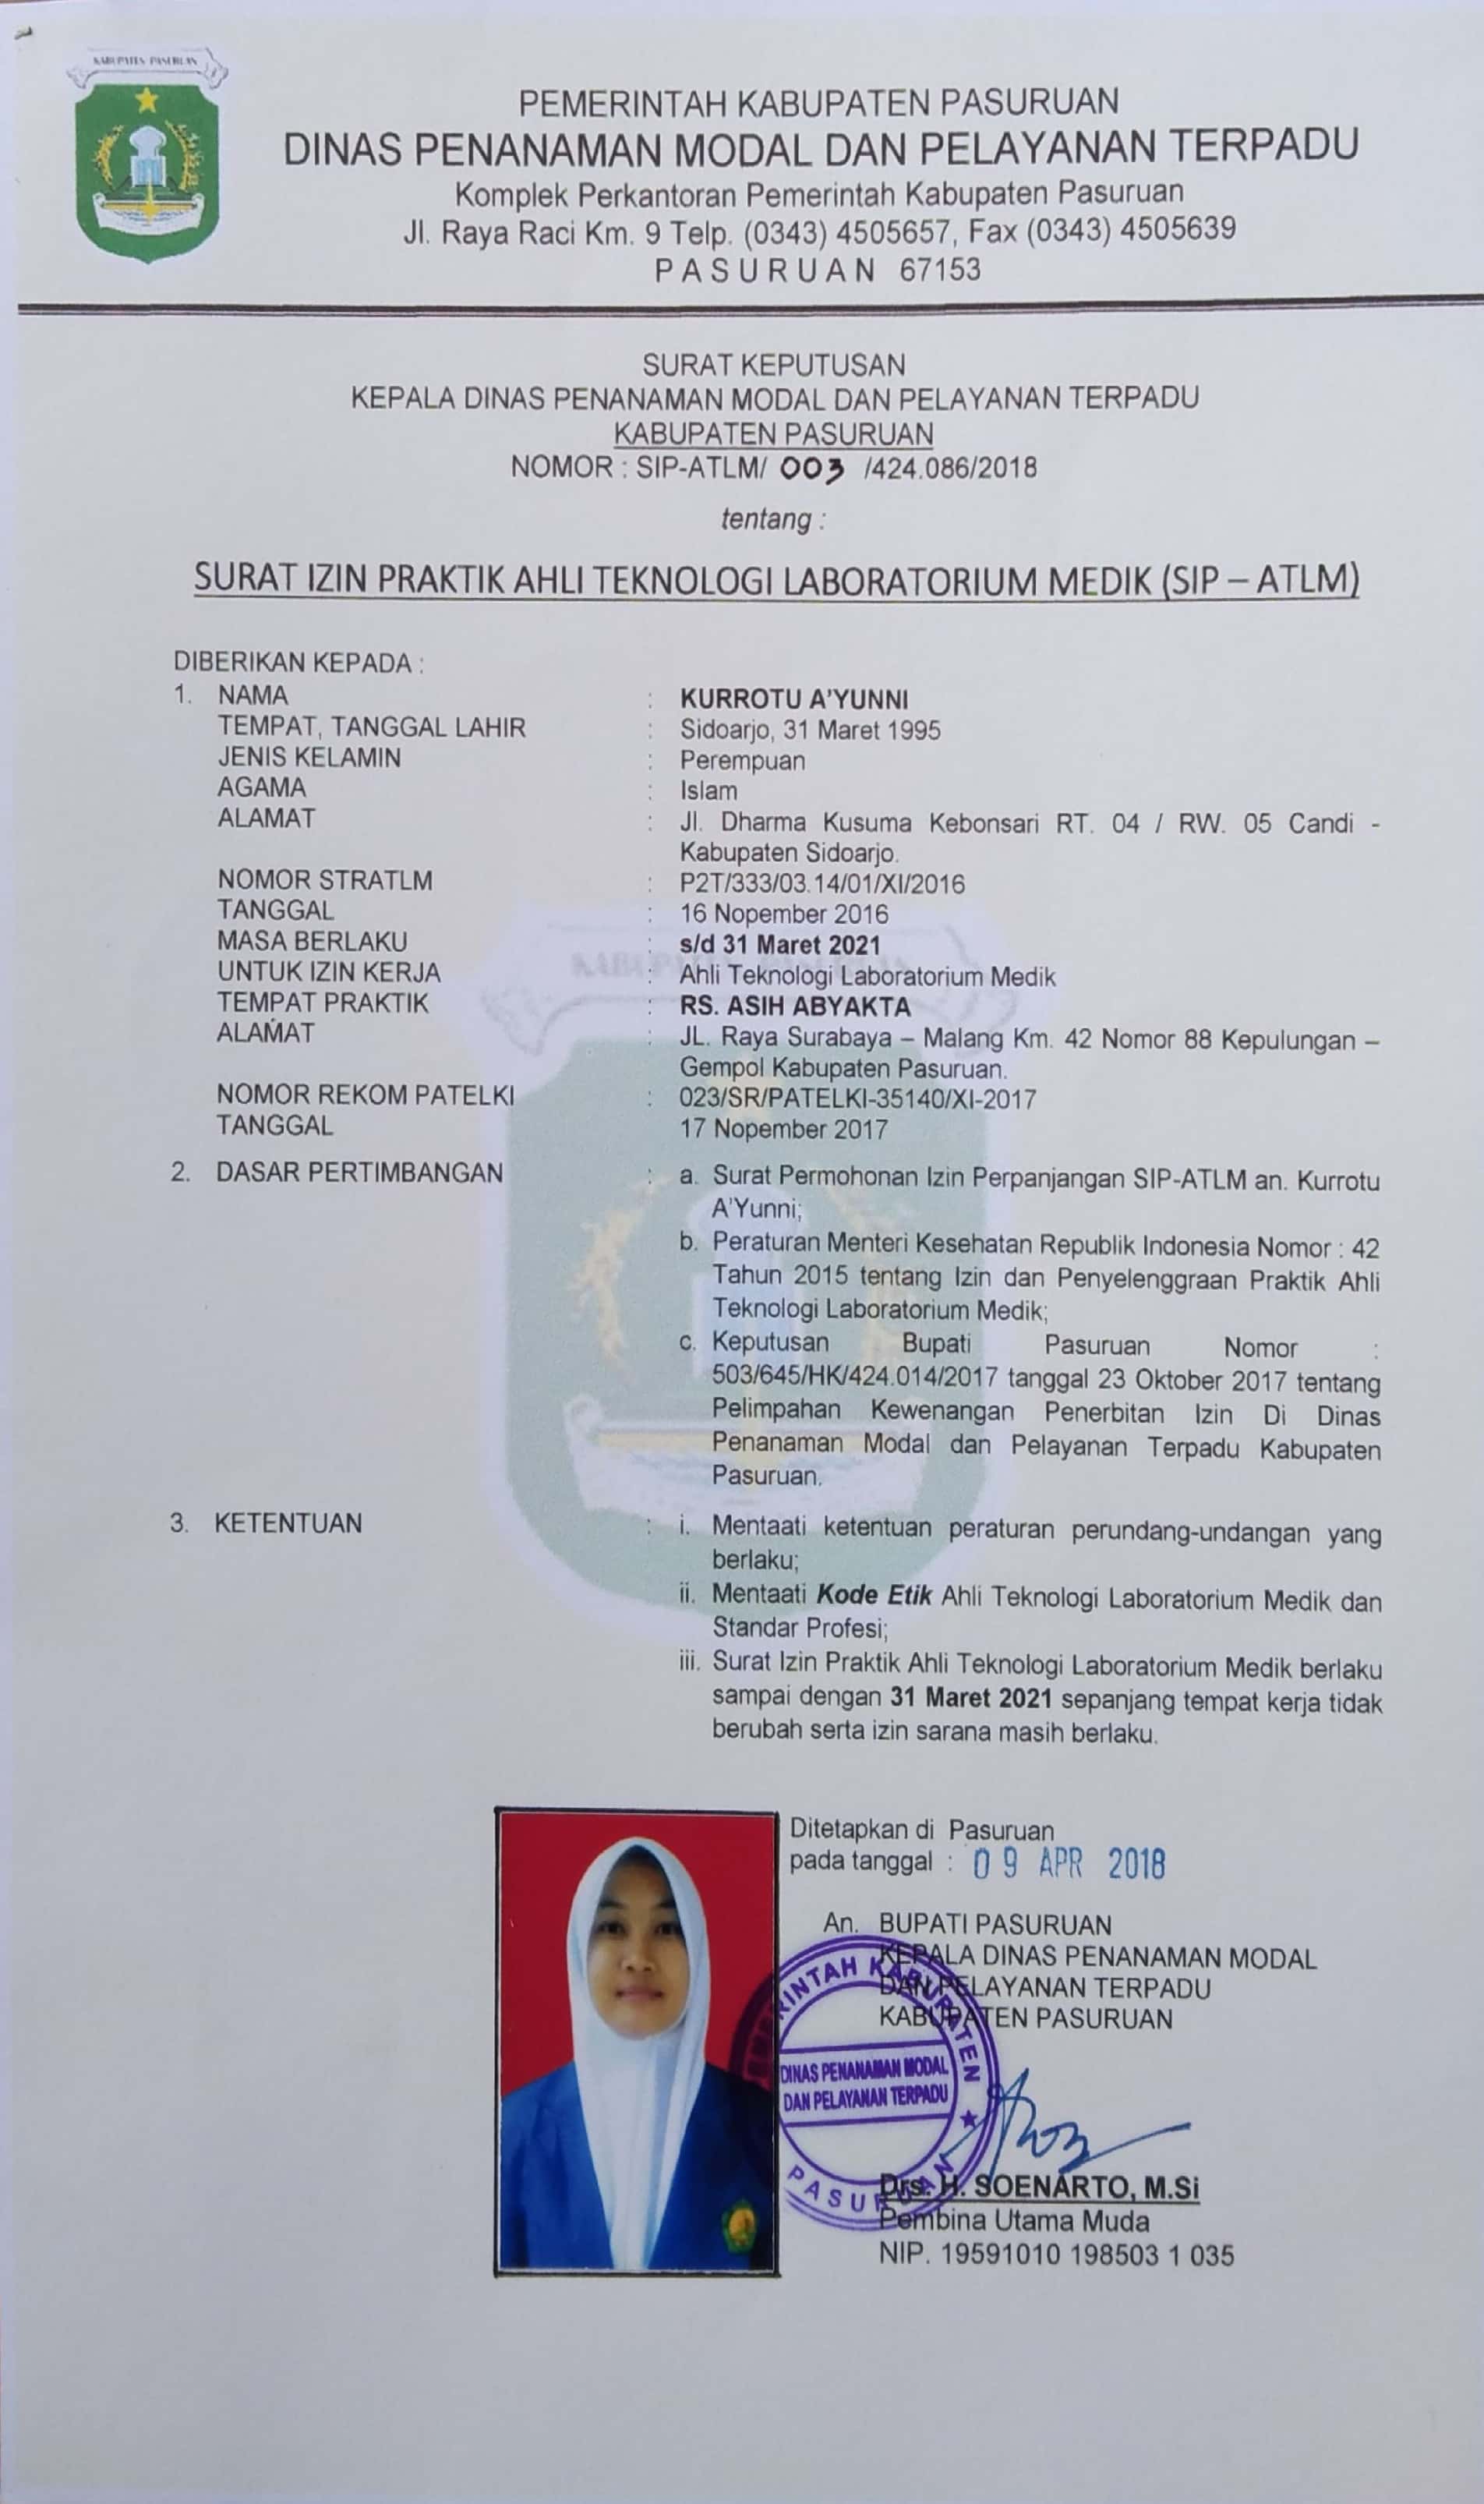 KABUPATEN PASURUAN
PEMERINTAH KABUPATEN PASURUAN
DINAS PENANAMAN MODAL DAN PELAYANAN TERPADU
Komplek Perkantoran Pemerintah Kabupaten Pasuruan
Jl. Raya Raci Km. 9 Telp. (0343) 4505657, Fax (0343) 4505639
PASURUAN 67153
SURAT KEPUTUSAN
KEPALA DINAS PENANAMAN MODAL DAN PELAYANAN TERPADU
KABUPATEN PASURUAN
NOMOR : SIP-ATLM/ 003 /424.086/2018
tentang :
SURAT IZIN PRAKTIK AHLI TEKNOLOGI LABORATORIUM MEDIK (SIP – ATLM)
DIBERIKAN KEPADA :
1. NAMA : KURROTU A'YUNNI
TEMPAT, TANGGAL LAHIR : Sidoarjo, 31 Maret 1995
JENIS KELAMIN : Perempuan
AGAMA : Islam
ALAMAT : Jl. Dharma Kusuma Kebonsari RT. 04 / RW. 05 Candi -
Kabupaten Sidoarjo.
NOMOR STRATLM : P2T/333/03.14/01/XI/2016
TANGGAL : 16 Nopember 2016
MASA BERLAKU : s/d 31 Maret 2021
UNTUK IZIN KERJA : Ahli Teknologi Laboratorium Medik
TEMPAT PRAKTIK : RS. ASIH ABYAKTA
ALAMAT : JL. Raya Surabaya – Malang Km. 42 Nomor 88 Kepulungan –
Gempol Kabupaten Pasuruan.
NOMOR REKOM PATELKI : 023/SR/PATELKI-35140/XI-2017
TANGGAL 17 Nopember 2017
2. DASAR PERTIMBANGAN : a. Surat Permohonan Izin Perpanjangan SIP-ATLM an. Kurrotu
A'Yunni;
b. Peraturan Menteri Kesehatan Republik Indonesia Nomor : 42
Tahun 2015 tentang Izin dan Penyelenggraan Praktik Ahli
Teknologi Laboratorium Medik;
c. Keputusan Bupati Pasuruan Nomor :
503/645/HK/424.014/2017 tanggal 23 Oktober 2017 tentang
Pelimpahan Kewenangan Penerbitan Izin Di Dinas
Penanaman Modal dan Pelayanan Terpadu Kabupaten
Pasuruan.
3. KETENTUAN : i. Mentaati ketentuan peraturan perundang-undangan yang
berlaku;
ii. Mentaati Kode Etik Ahli Teknologi Laboratorium Medik dan
Standar Profesi;
iii. Surat Izin Praktik Ahli Teknologi Laboratorium Medik berlaku
sampai dengan 31 Maret 2021 sepanjang tempat kerja tidak
berubah serta izin sarana masih berlaku.
Ditetapkan di Pasuruan
pada tanggal : 09 APR 2018
An. BUPATI PASURUAN
KEPALA DINAS PENANAMAN MODAL
DAN PELAYANAN TERPADU
KABUPATEN PASURUAN
PEMERINTAH KABUPATEN
DINAS PENANAMAN MODAL
DAN PELAYANAN TERPADU
PASURUAN
Drs. H. SOENARTO, M.Si
Pembina Utama Muda
NIP. 19591010 198503 1 035